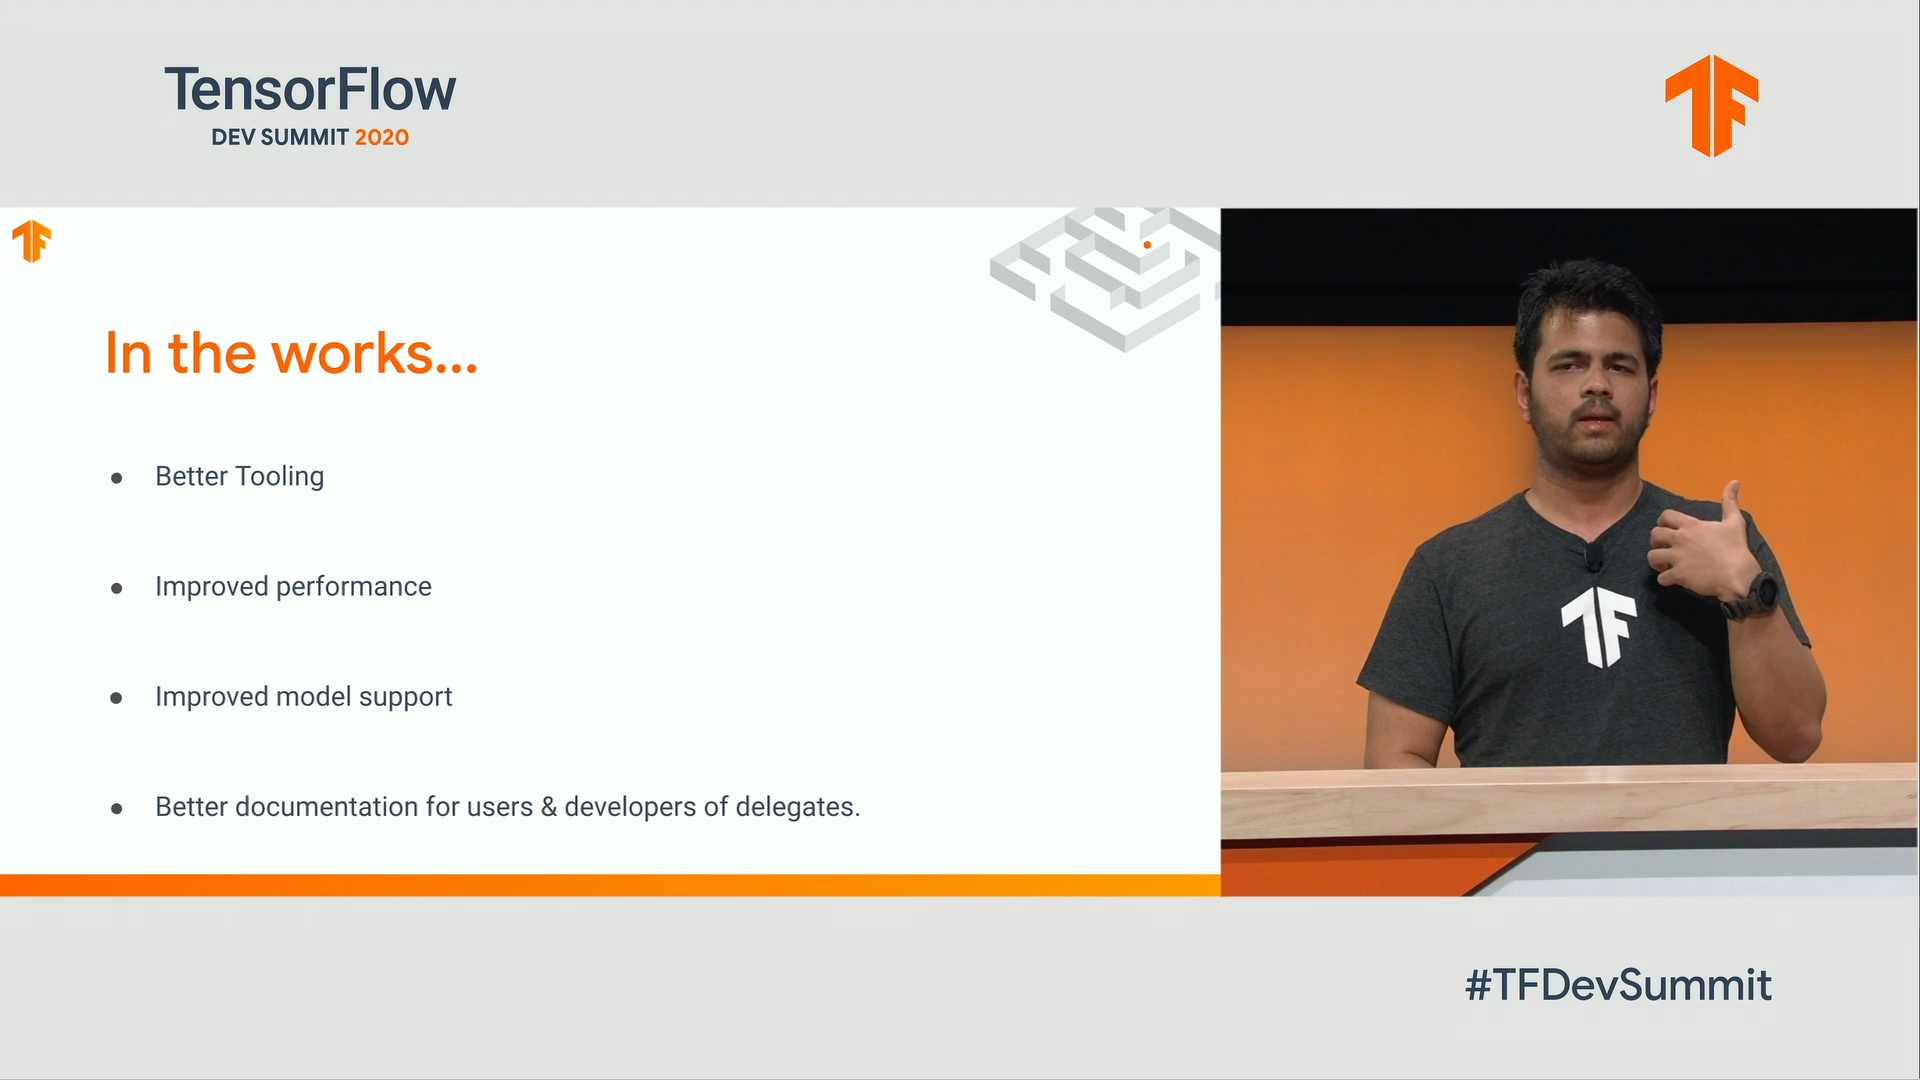 TensorFlow
DEV SUMMIT 2020
In the works...
● Better Tooling
● Improved performance
● Improved model support
● Better documentation for users & developers of delegates.
#TFDevSummit